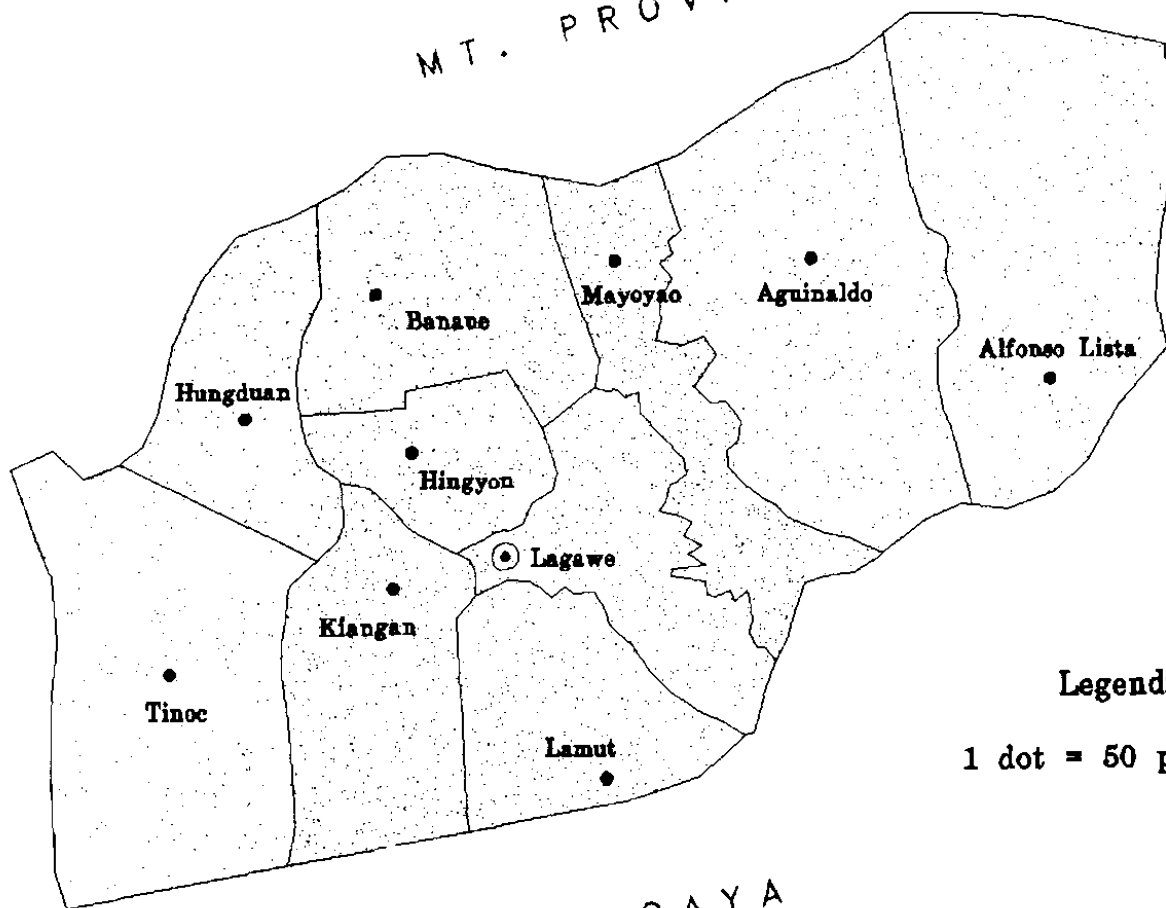 MT. PROV
Mayoyao
Aguinaldo
Banaue
Alfonso Lista
Hungduan
Hingyon
Lagawe
Kiangan
Tinoc
Legend
Lamut
1 dot = 50 p
AYA